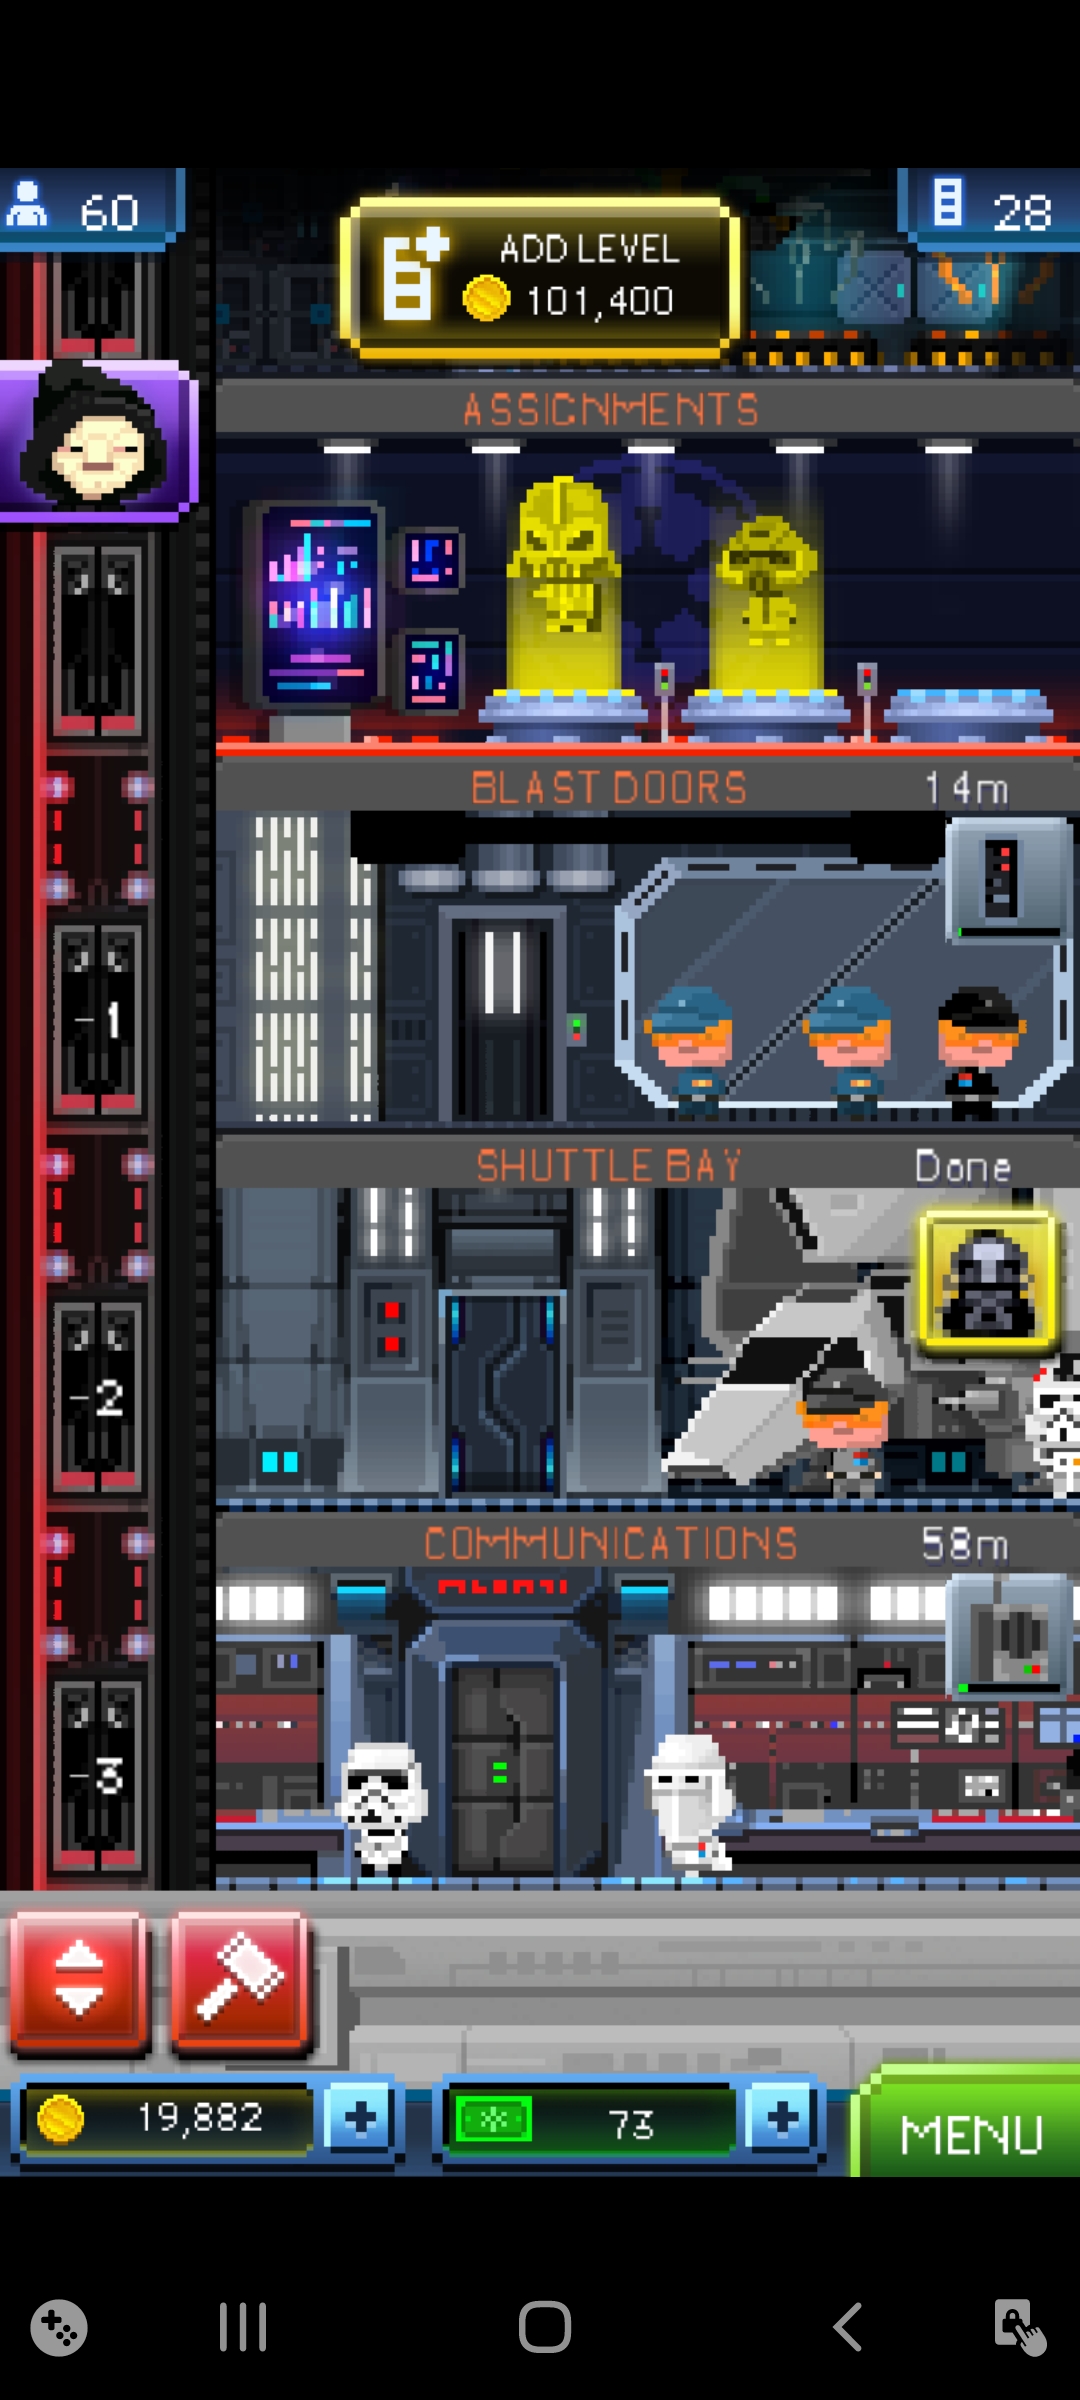 60
ADD LEVEL
101,400
28
ASSIGNMENTS
BLAST DOORS
14m
-1
SHUTTLE BAY
Done
-2
COMMUNICATIONS
58m
-3
19,882
73
MENU